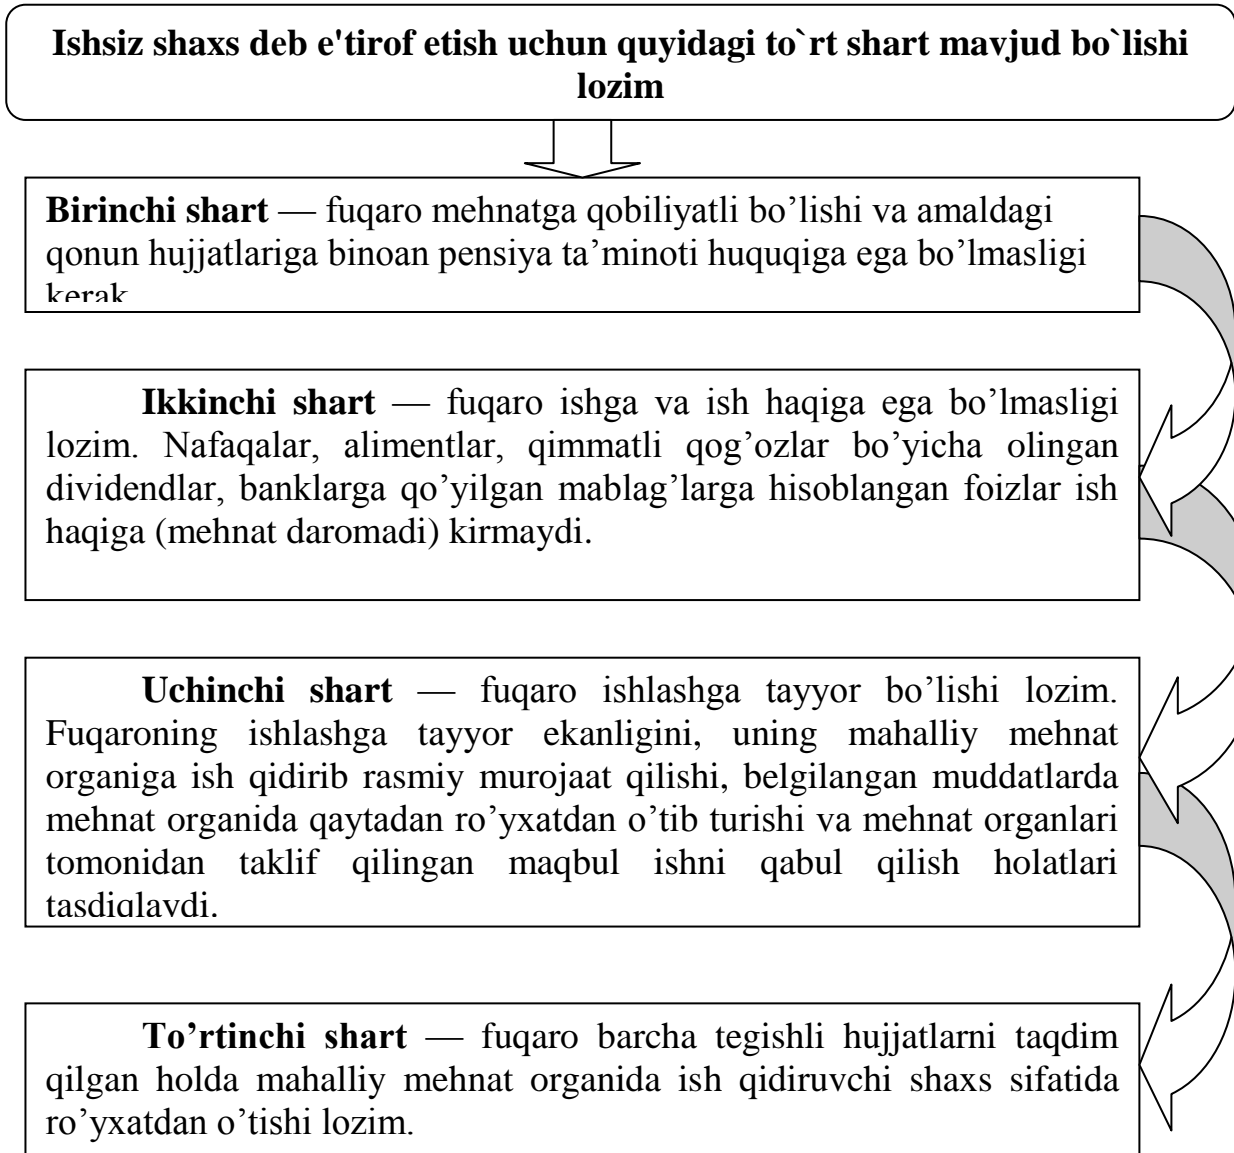 Ishsiz shaxs deb e'tirof etish uchun quyidagi to`rt shart mavjud bo`lishi
lozim
Birinchi shart — fuqaro mehnatga qobiliyatli bo’lishi va amaldagi
qonun hujjatlariga binoan pensiya ta’minoti huquqiga ega bo’lmasligi
kerak
Ikkinchi shart — fuqaro ishga va ish haqiga ega bo’lmasligi
lozim. Nafaqalar, alimentlar, qimmatli qog’ozlar bo’yicha olingan
dividendlar, banklarga qo’yilgan mablag’larga hisoblangan foizlar ish
haqiga (mehnat daromadi) kirmaydi.
Uchinchi shart — fuqaro ishlashga tayyor bo’lishi lozim.
Fuqaroning ishlashga tayyor ekanligini, uning mahalliy mehnat
organiga ish qidirib rasmiy murojaat qilishi, belgilangan muddatlarda
mehnat organida qaytadan ro’yxatdan o’tib turishi va mehnat organlari
tomonidan taklif qilingan maqbul ishni qabul qilish holatlari
tasdiqlaydi.
To’rtinchi shart — fuqaro barcha tegishli hujjatlarni taqdim
qilgan holda mahalliy mehnat organida ish qidiruvchi shaxs sifatida
ro’yxatdan o’tishi lozim.